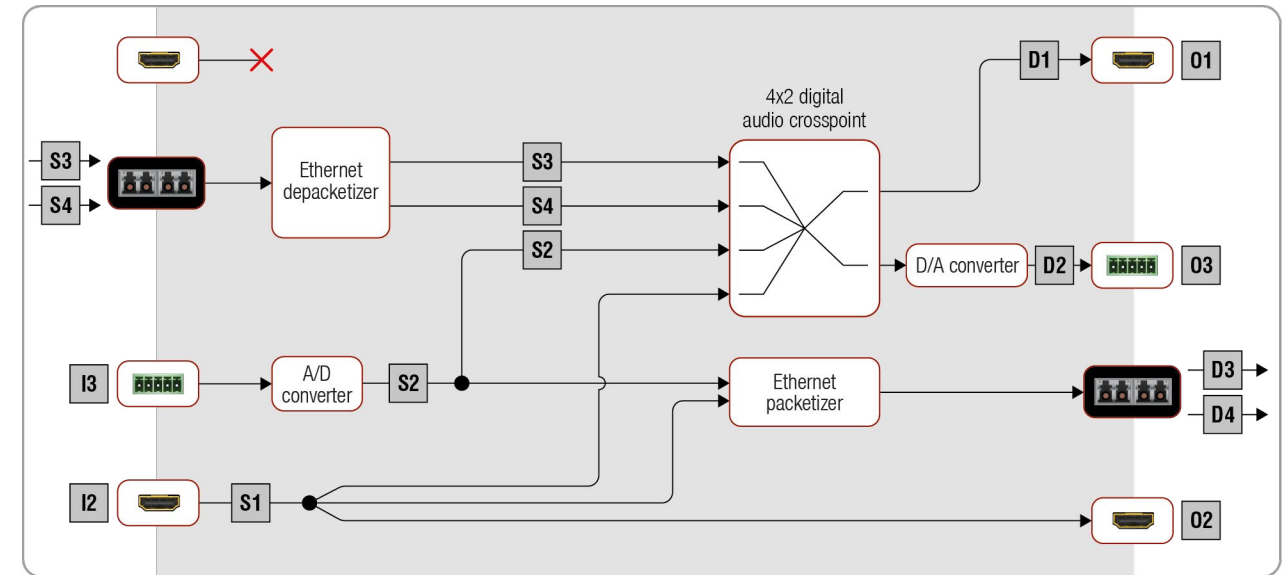 D1
O1
4x2 digital
audio crosspoint
S3
S4
Ethernet
depacketizer
S3
S4
S2
D/A converter
D2
O3
I3
A/D
converter
S2
Ethernet
packetizer
D3
D4
I2
S1
O2